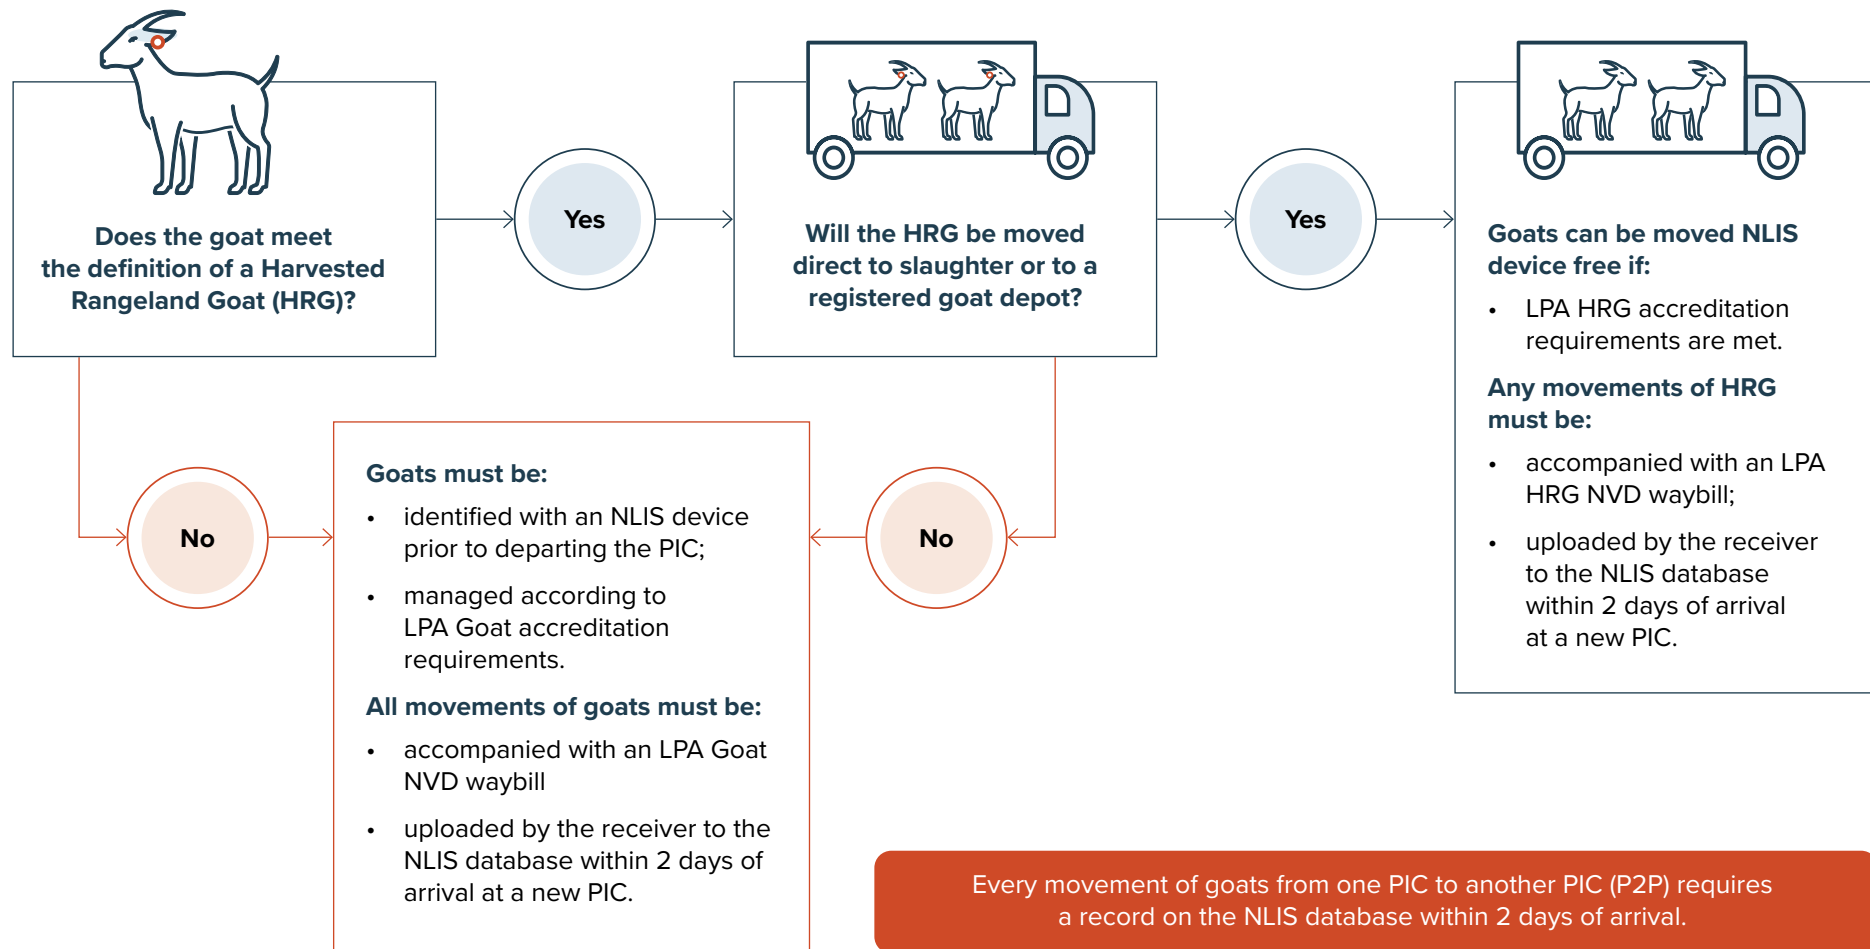 Does the goat meet
the definition of a Harvested
Rangeland Goat (HRG)?
Yes
Will the HRG be moved
direct to slaughter or to a
registered goat depot?
Yes
Goats can be moved NLIS
device free if:
• LPA HRG accreditation
requirements are met.
Any movements of HRG
must be:
• accompanied with an LPA
HRG NVD waybill;
• uploaded by the receiver
to the NLIS database
within 2 days of arrival
at a new PIC.
No
Goats must be:
• identified with an NLIS device
prior to departing the PIC;
• managed according to
LPA Goat accreditation
requirements.
All movements of goats must be:
• accompanied with an LPA Goat
NVD waybill
• uploaded by the receiver to the
NLIS database within 2 days of
arrival at a new PIC.
No
Every movement of goats from one PIC to another PIC (P2P) requires
a record on the NLIS database within 2 days of arrival.